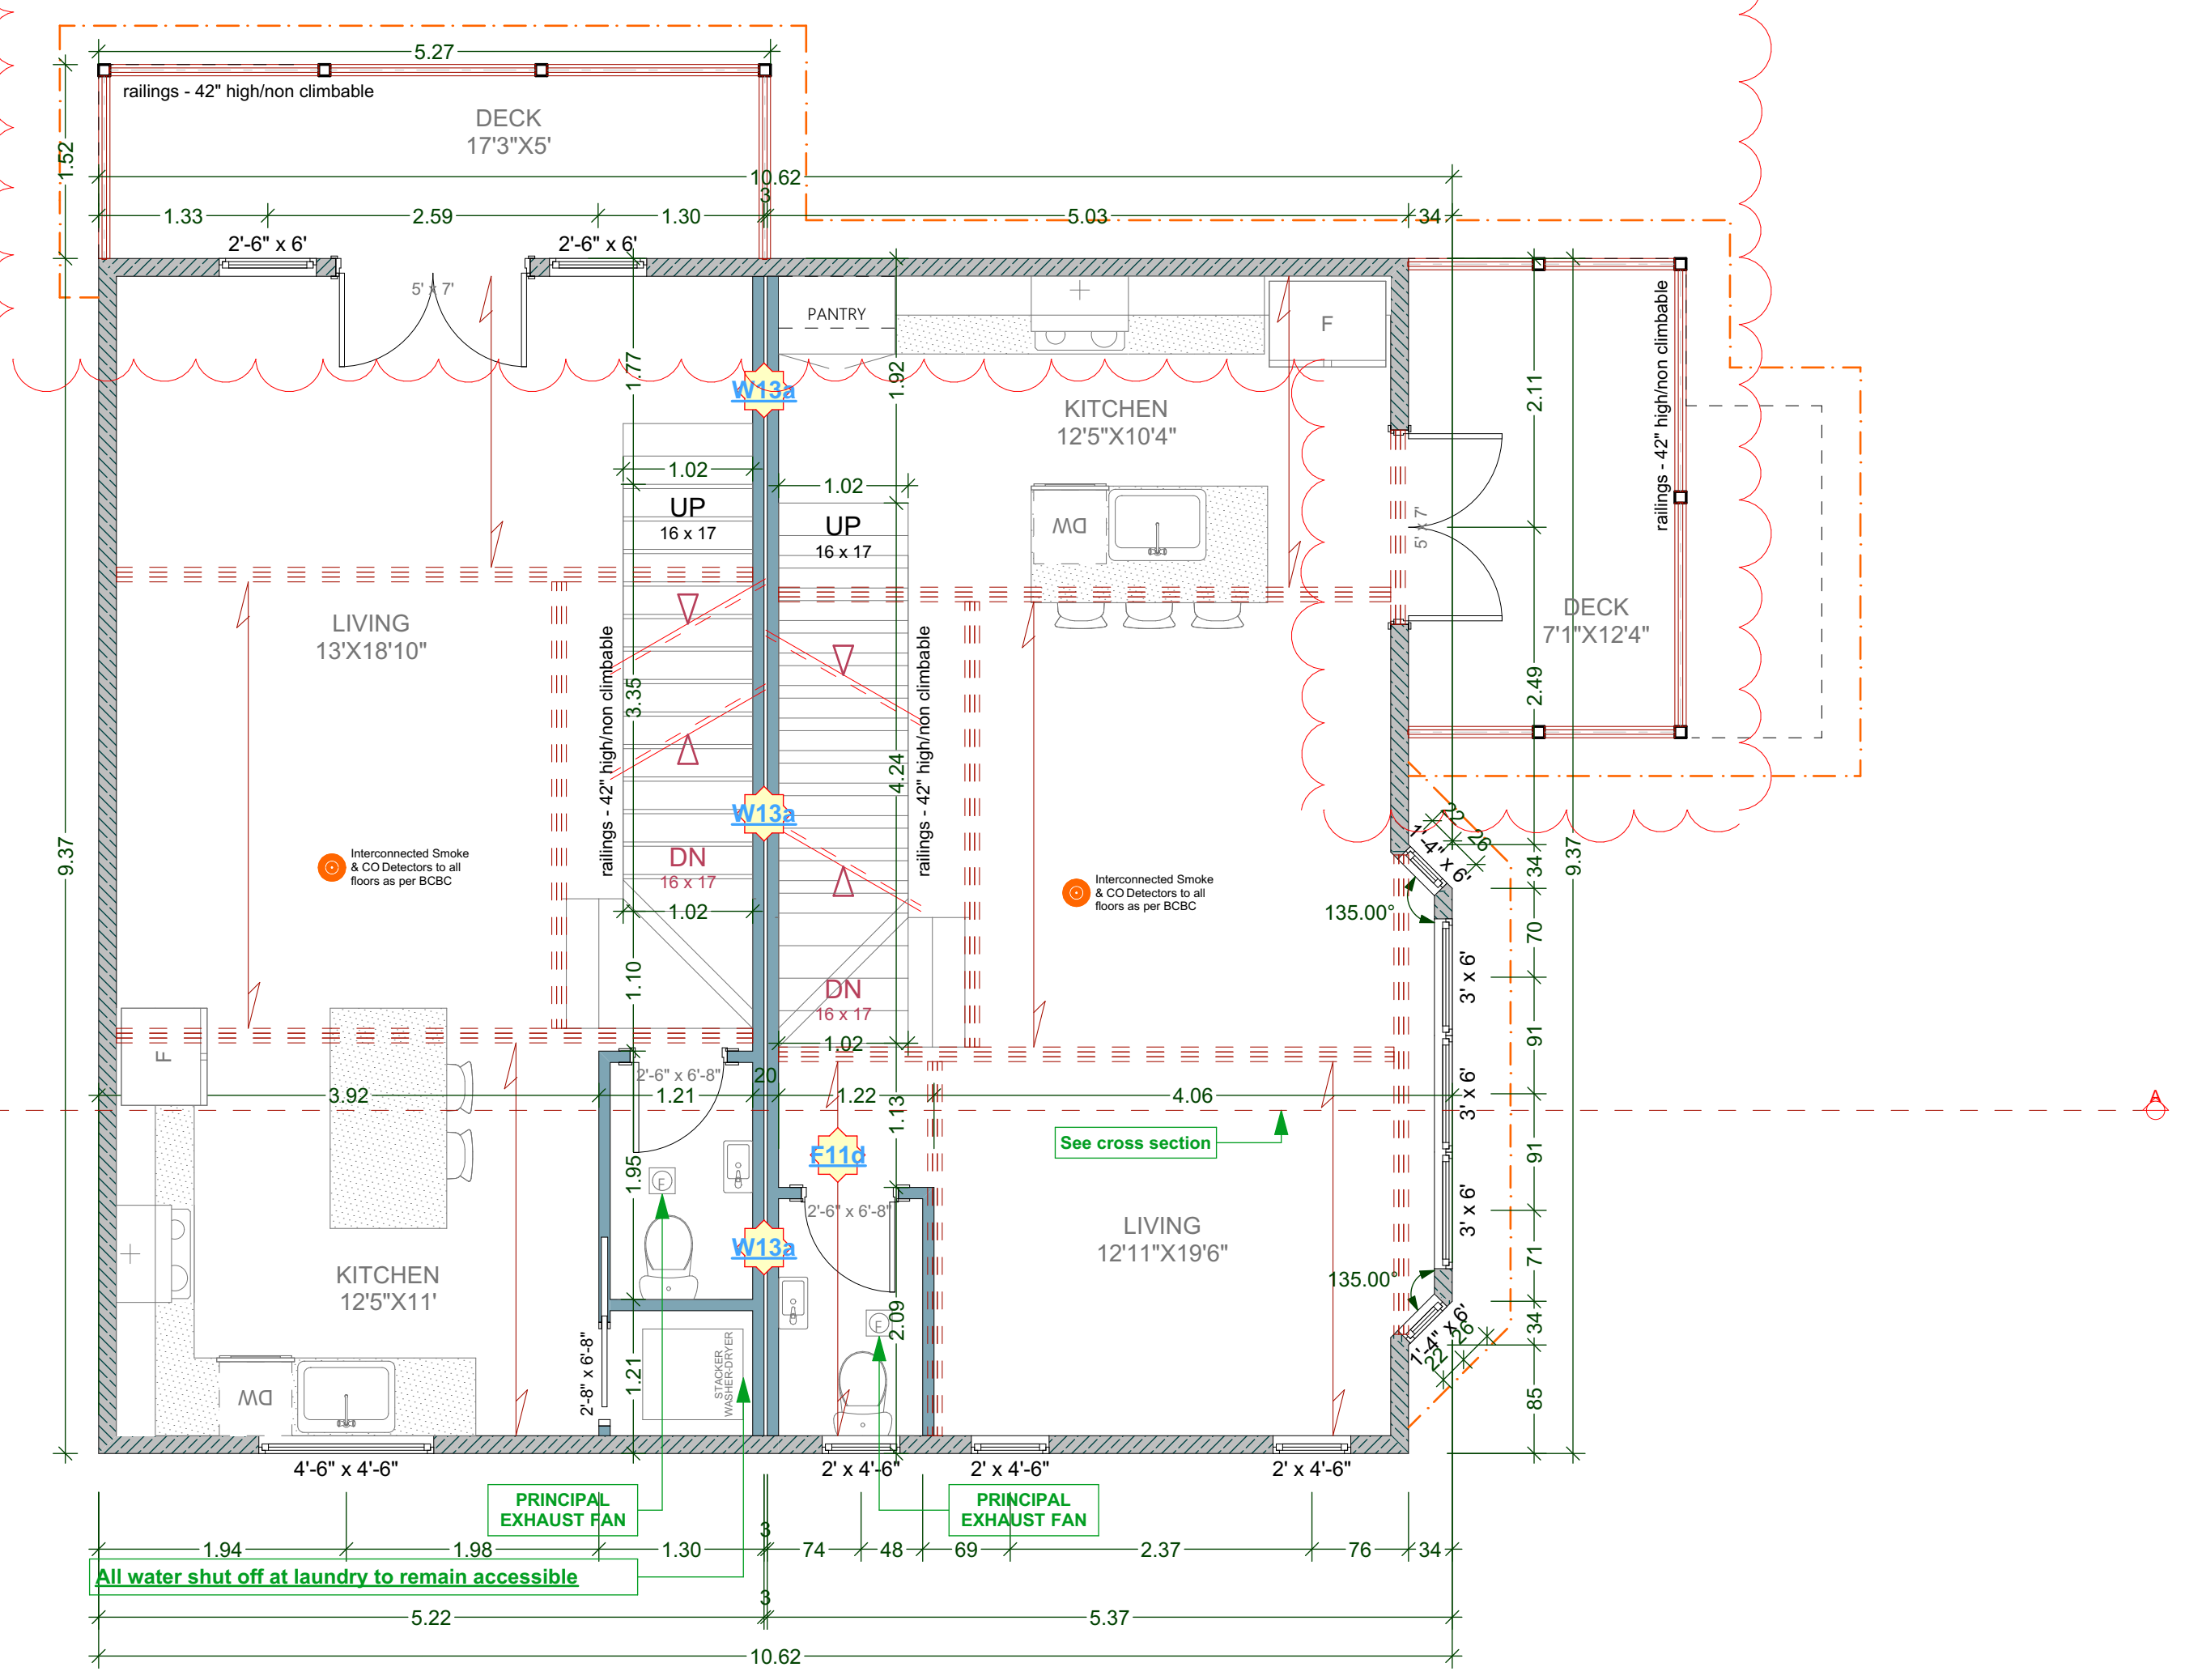 5.27
railings - 42" high/non climbable
DECK
17'3"X5'
1.52
10.62
3
1.33
2.59
1.30
5.03
34
2'-6" x 6'
2'-6" x 6'
5' x 7'
PANTRY
F
1.77
1.92
W13a
KITCHEN
12'5"X10'4"
2.11
railings - 42" high/non climbable
1.02
1.02
UP
16 x 17
UP
16 x 17
DW
5' x 7'
LIVING
13'X18'10"
DECK
7'1"X12'4"
railings - 42" high/non climbable
3.35
railings - 42" high/non climbable
4.24
2.49
W13a
9.37
9.37
Interconnected Smoke
& CO Detectors to all
floors as per BCBC
DN
16 x 17
1.02
Interconnected Smoke
& CO Detectors to all
floors as per BCBC
22
26
1'-4" x 6'
34
135.00°
70
3' x 6'
1.10
DN
16 x 17
1.02
91
F
2'-6" x 6'-8"
20
3.92
1.21
1.22
1.13
4.06
3' x 6'
A
See cross section
F11d
91
1.95
E
2'-6" x 6'-8"
3' x 6'
LIVING
12'11"X19'6"
W13a
71
KITCHEN
12'5"X11'
135.00°
E
2.09
34
1'-4" x 6'
26
22
2'-8" x 6'-8"
1.21
STACKER
WASHER-DRYER
DW
85
4'-6" x 4'-6"
2' x 4'-6"
2' x 4'-6"
2' x 4'-6"
PRINCIPAL
EXHAUST FAN
PRINCIPAL
EXHAUST FAN
3
1.94
1.98
1.30
74
48
69
2.37
76
34
All water shut off at laundry to remain accessible
3
5.22
5.37
10.62